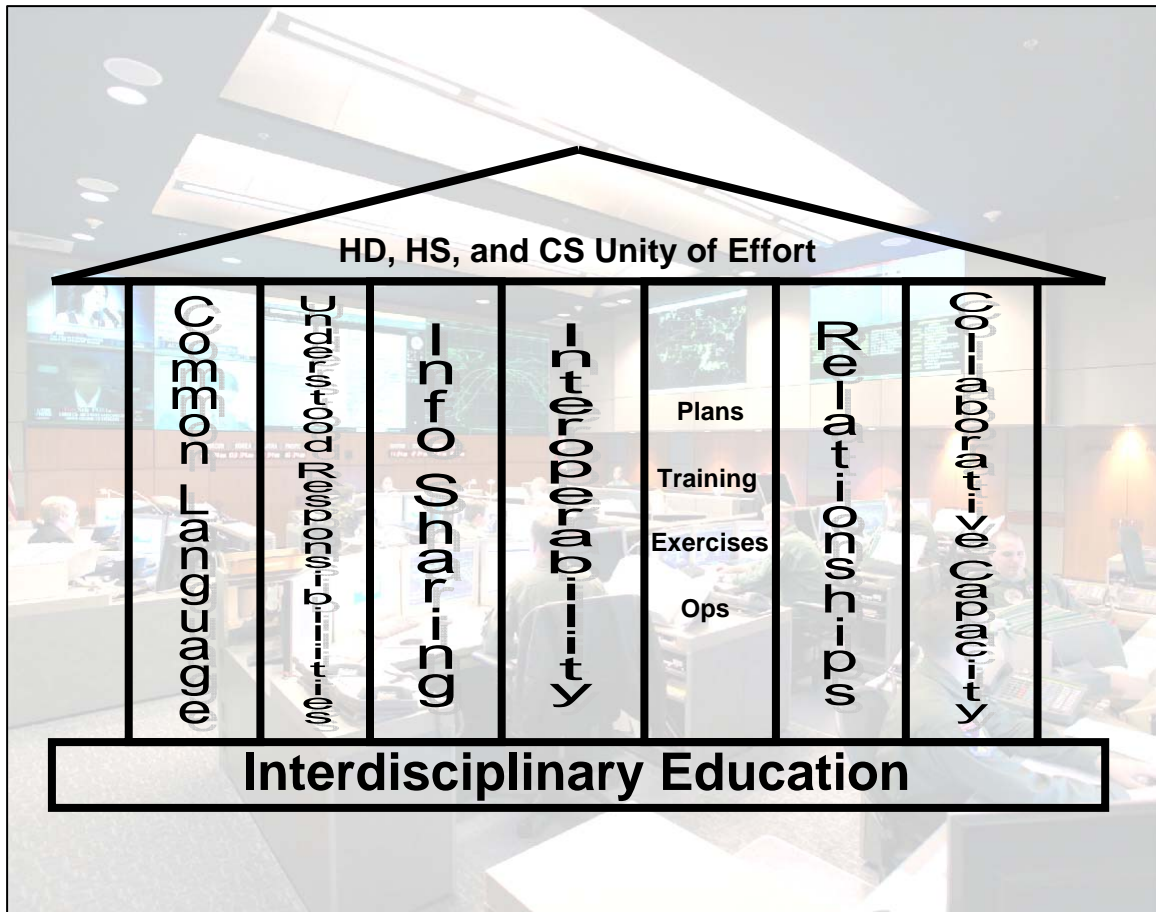 HD, HS, and CS Unity of Effort
Common Language
Understood Responsibilities
Info Sharing
Interoperability
Plans
Training
Exercises
Ops
Relationships
Collaborative Capacity
Interdisciplinary Education